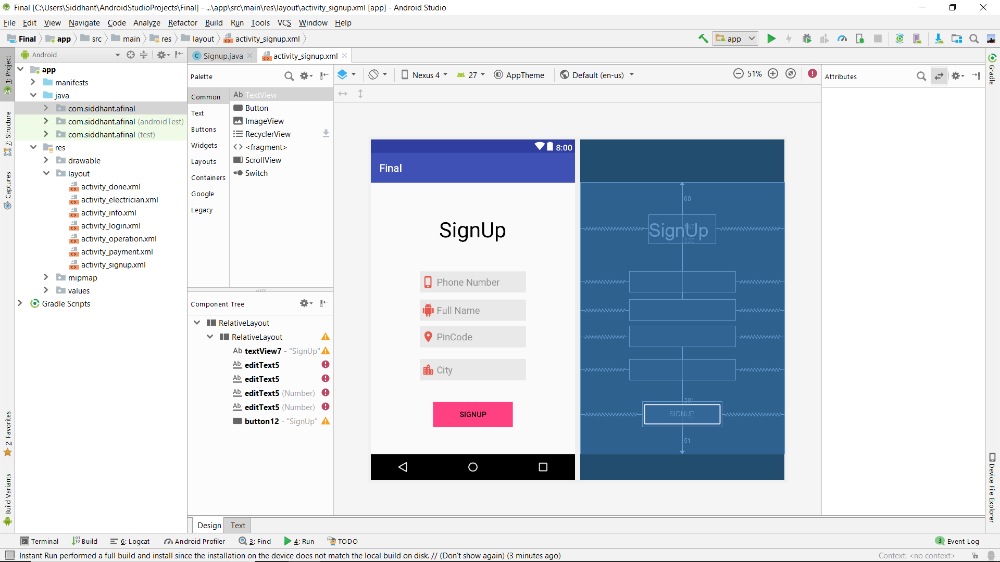 Final [C:\Users\Siddhant\AndroidStudioProjects\Final] - ...\app\src\main\res\layout\activity_signup.xml [app] - Android Studio
File Edit View Navigate Code Analyze Refactor Build Run Tools VCS Window Help
Final app src main res layout activity_signup.xml
app
1: Project
7: Structure
Captures
2: Favorites
Build Variants
Android
app
manifests
java
com.siddhant.afinal
com.siddhant.afinal (androidTest)
com.siddhant.afinal (test)
res
drawable
layout
activity_done.xml
activity_electrician.xml
activity_info.xml
activity_login.xml
activity_operation.xml
activity_payment.xml
activity_signup.xml
mipmap
values
Gradle Scripts
Signup.java activity_signup.xml
Palette
Common
Text
Buttons
Widgets
Layouts
Containers
Google
Legacy
Ab TextView
Button
ImageView
RecyclerView
<fragment>
ScrollView
Switch
Component Tree
RelativeLayout
RelativeLayout
Ab textView7 - "SignUp"
Ab editText5
Ab editText5
Ab editText5 (Number)
Ab editText5 (Number)
button12 - "SignUp"
Nexus 4 27 AppTheme Default (en-us) 51%
8:00
Final
SignUp
Phone Number
Full Name
PinCode
City
SIGNUP
60
SignUp
220
201
SIGNUP
51
Attributes
Gradle
Device File Explorer
Design Text
Terminal Build 6: Logcat Android Profiler 3: Find 4: Run TODO
3 Event Log
Instant Run performed a full build and install since the installation on the device does not match the local build on disk. // (Don't show again) (3 minutes ago)
Context: <no context>